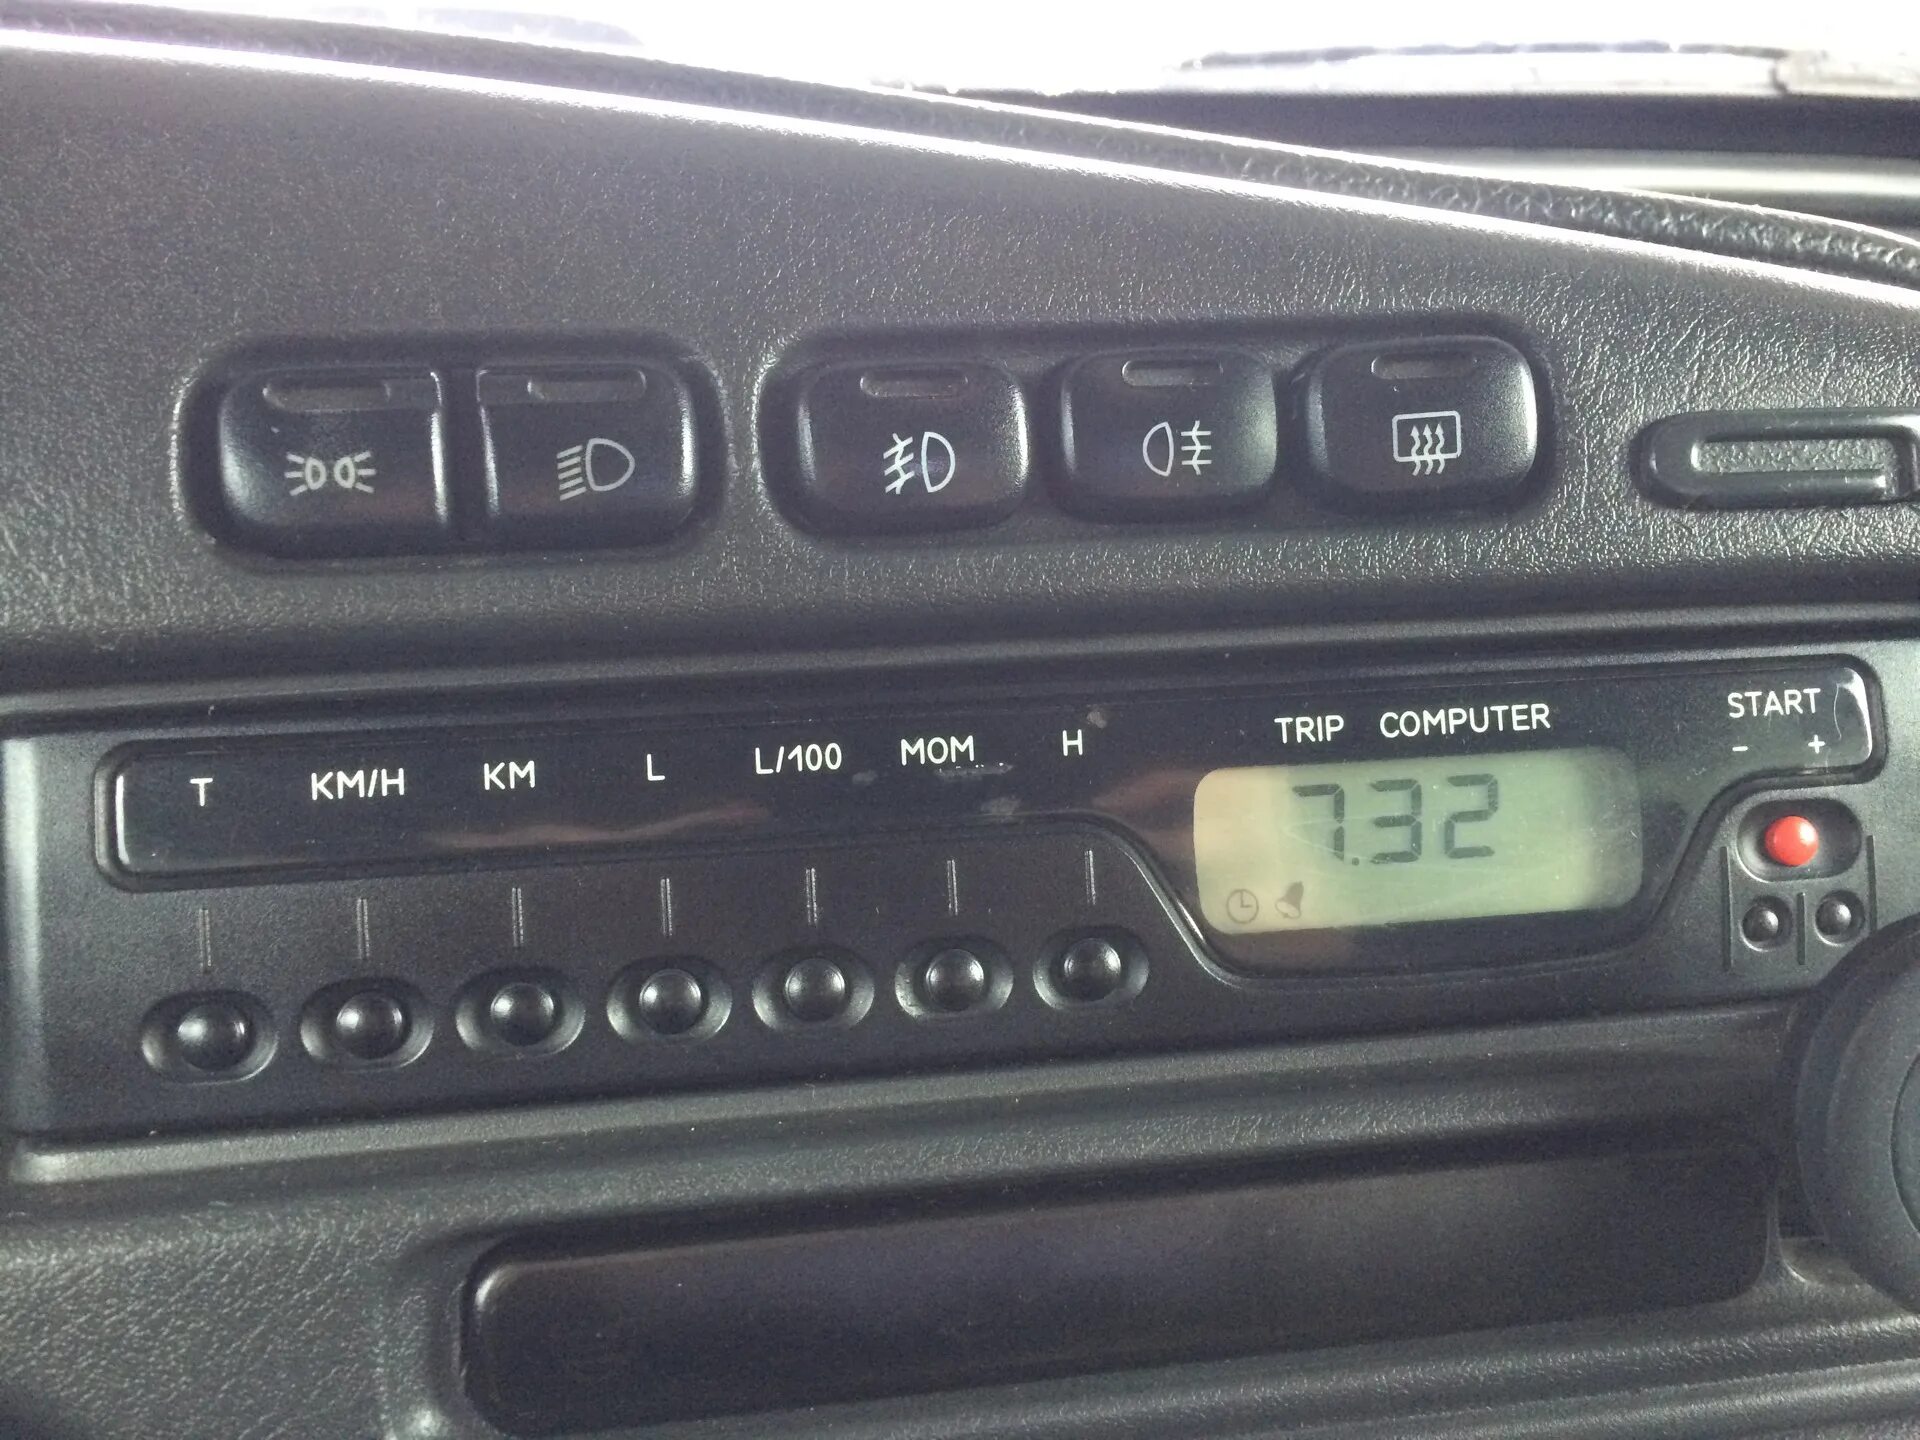 T KM/H KM L L/100 MOM H TRIP COMPUTER START
- +
7.32